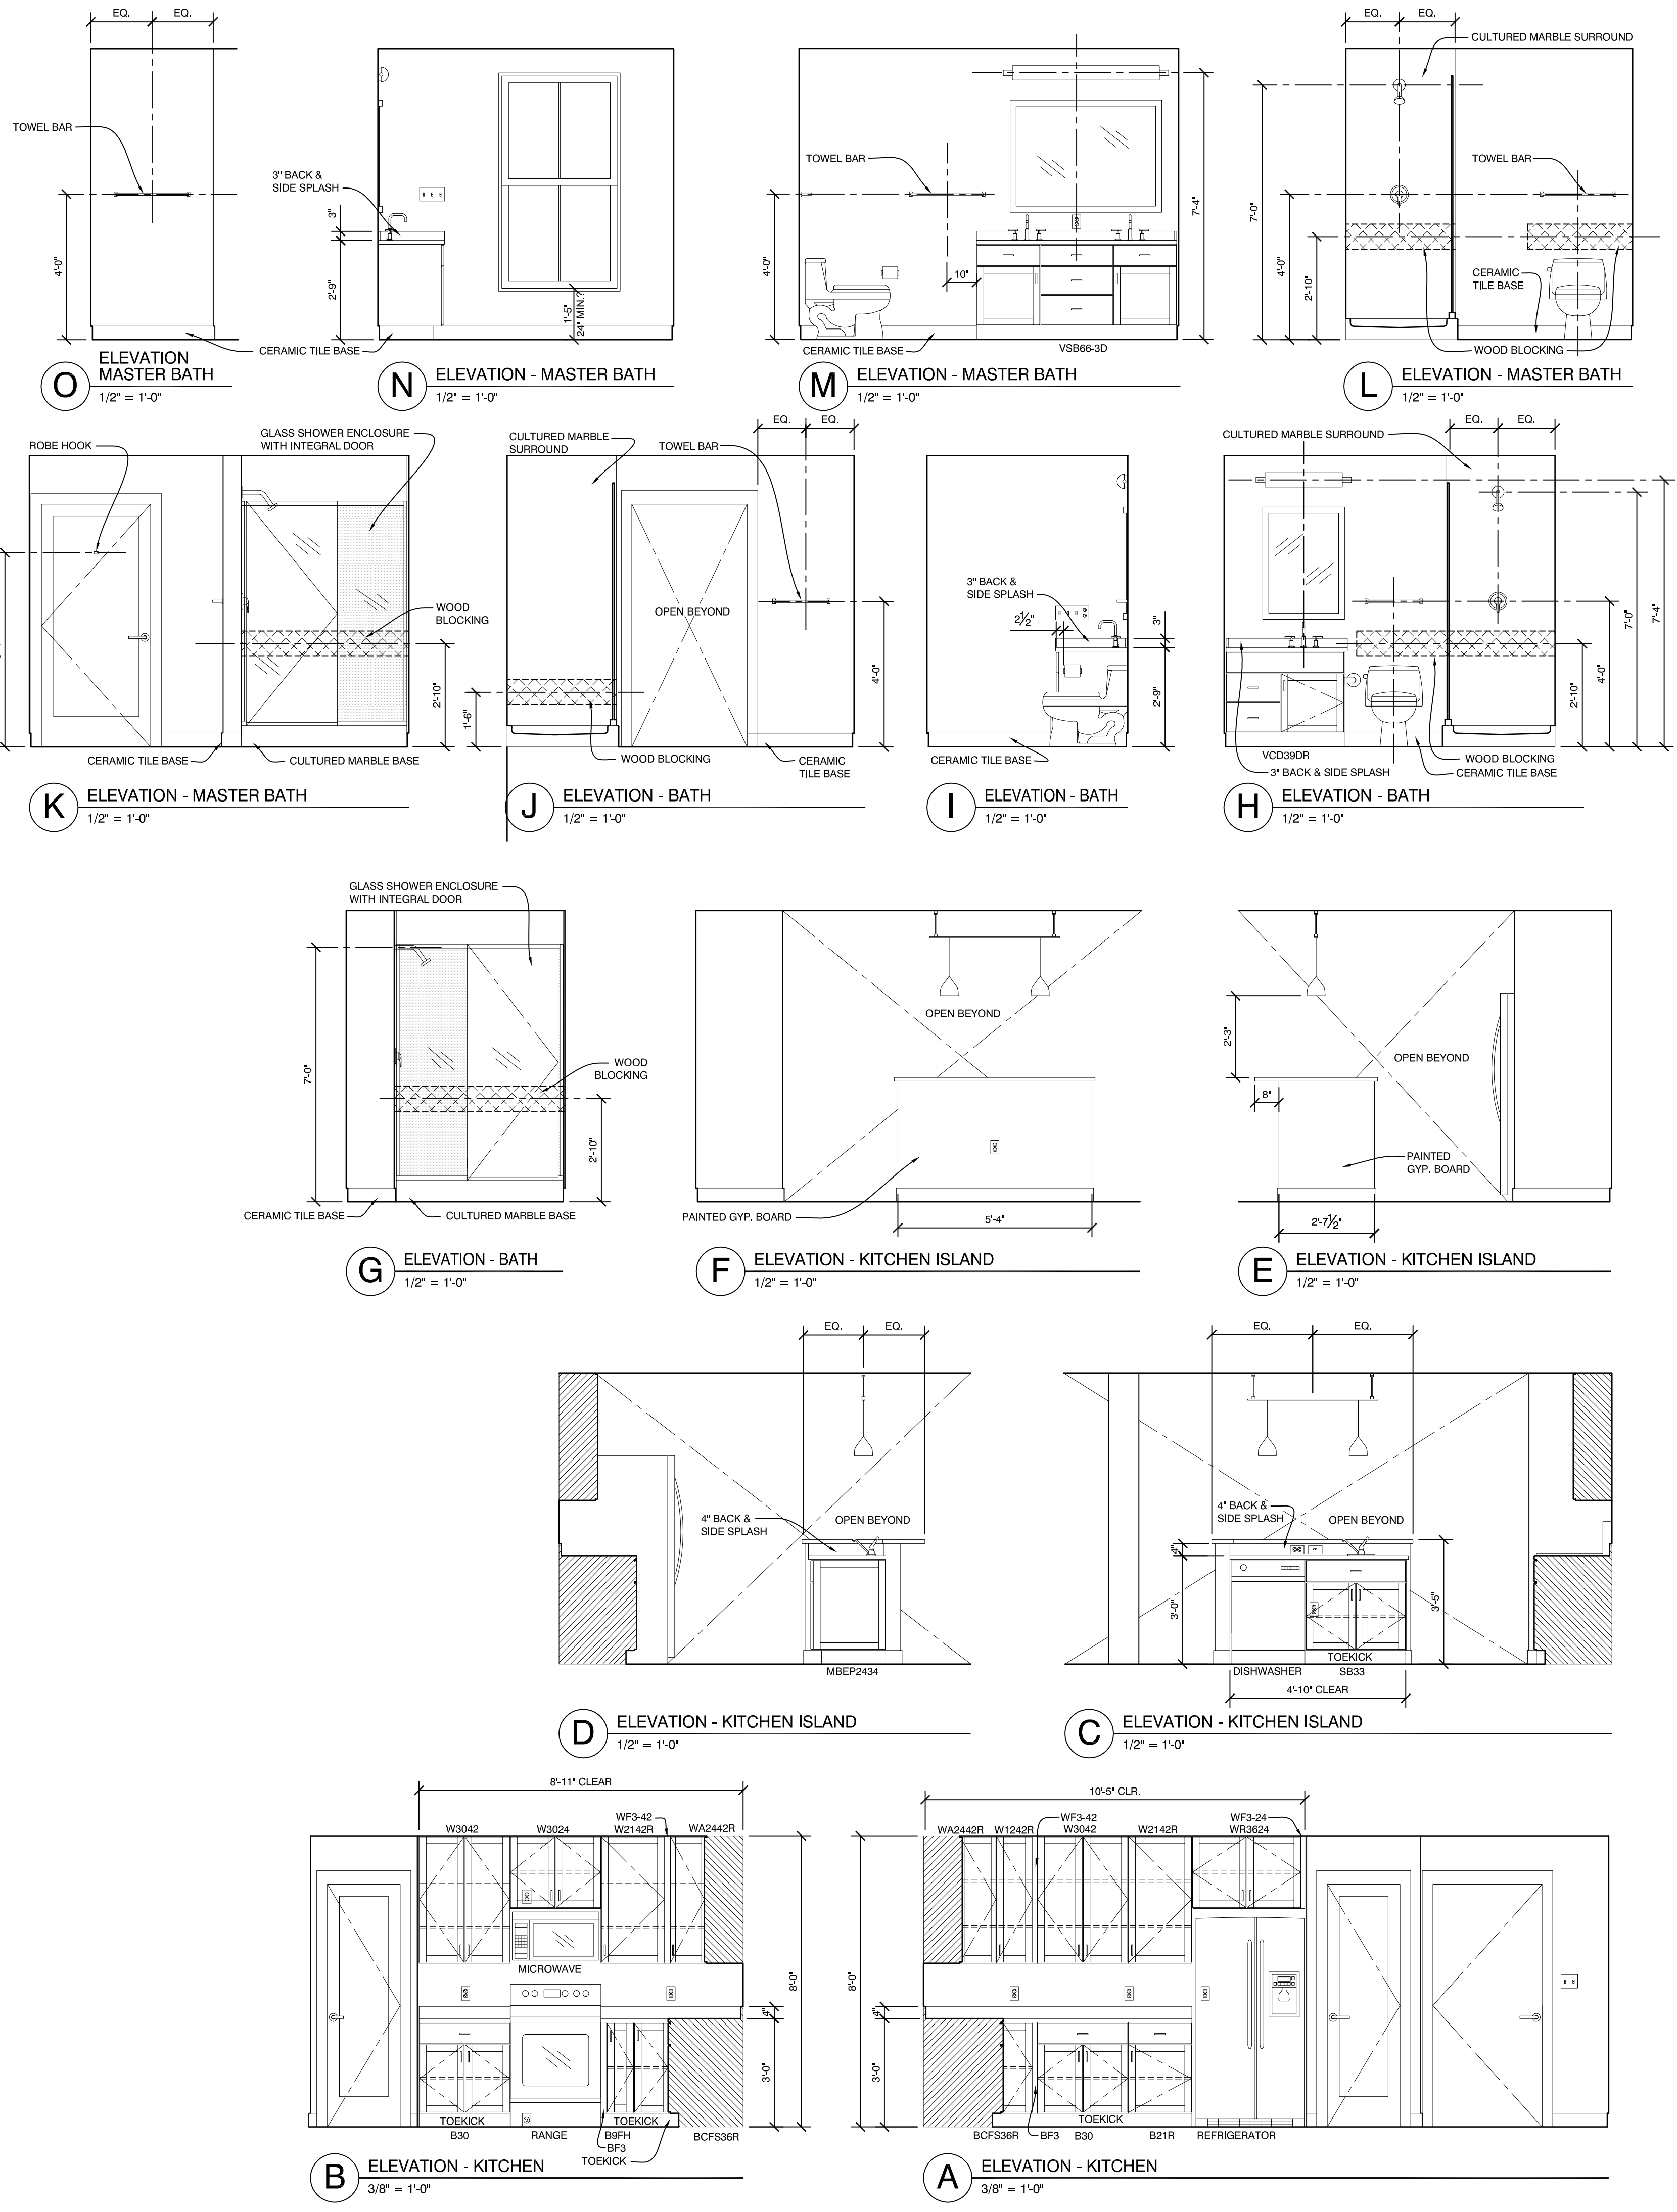 EQ.
EQ.
TOWEL BAR
4'-0"
CERAMIC TILE BASE
O
ELEVATION
MASTER BATH
1/2" = 1'-0"
3" BACK &
SIDE SPLASH
3"
2'-9"
1'-5"
24" MIN.?
N
ELEVATION - MASTER BATH
1/2" = 1'-0"
TOWEL BAR
4'-0"
10"
7'-4"
CERAMIC TILE BASE
VSB66-3D
M
ELEVATION - MASTER BATH
1/2" = 1'-0"
EQ.
EQ.
CULTURED MARBLE SURROUND
TOWEL BAR
7'-0"
4'-0"
2'-10"
CERAMIC
TILE BASE
WOOD BLOCKING
L
ELEVATION - MASTER BATH
1/2" = 1'-0"
ROBE HOOK
GLASS SHOWER ENCLOSURE
WITH INTEGRAL DOOR
WOOD
BLOCKING
2'-10"
CERAMIC TILE BASE
CULTURED MARBLE BASE
K
ELEVATION - MASTER BATH
1/2" = 1'-0"
CULTURED MARBLE
SURROUND
TOWEL BAR
EQ.
EQ.
OPEN BEYOND
1'-6"
4'-0"
WOOD BLOCKING
CERAMIC
TILE BASE
J
ELEVATION - BATH
1/2" = 1'-0"
3" BACK &
SIDE SPLASH
2½"
3"
2'-9"
CERAMIC TILE BASE
I
ELEVATION - BATH
1/2" = 1'-0"
CULTURED MARBLE SURROUND
EQ.
EQ.
2'-10"
4'-0"
7'-0"
7'-4"
VCD39DR
3" BACK & SIDE SPLASH
WOOD BLOCKING
CERAMIC TILE BASE
H
ELEVATION - BATH
1/2" = 1'-0"
GLASS SHOWER ENCLOSURE
WITH INTEGRAL DOOR
7'-0"
WOOD
BLOCKING
2'-10"
CERAMIC TILE BASE
CULTURED MARBLE BASE
G
ELEVATION - BATH
1/2" = 1'-0"
OPEN BEYOND
PAINTED GYP. BOARD
5'-4"
F
ELEVATION - KITCHEN ISLAND
1/2" = 1'-0"
2'-3"
8"
OPEN BEYOND
PAINTED
GYP. BOARD
2'-7½"
E
ELEVATION - KITCHEN ISLAND
1/2" = 1'-0"
EQ.
EQ.
4" BACK &
SIDE SPLASH
OPEN BEYOND
MBEP2434
D
ELEVATION - KITCHEN ISLAND
1/2" = 1'-0"
EQ.
EQ.
4" BACK &
SIDE SPLASH
OPEN BEYOND
4"
3'-0"
3'-5"
TOEKICK
DISHWASHER
SB33
4'-10" CLEAR
C
ELEVATION - KITCHEN ISLAND
1/2" = 1'-0"
8'-11" CLEAR
WF3-42
W3042
W3024
W2142R
WA2442R
MICROWAVE
8'-0"
4"
3'-0"
TOEKICK
TOEKICK
B30
RANGE
B9FH
BF3
TOEKICK
BCFS36R
B
ELEVATION - KITCHEN
3/8" = 1'-0"
10'-5" CLR.
WF3-42
WF3-24
WA2442R
W1242R
W3042
W2142R
WR3624
8'-0"
4"
3'-0"
TOEKICK
BCFS36R
BF3
B30
B21R
REFRIGERATOR
A
ELEVATION - KITCHEN
3/8" = 1'-0"